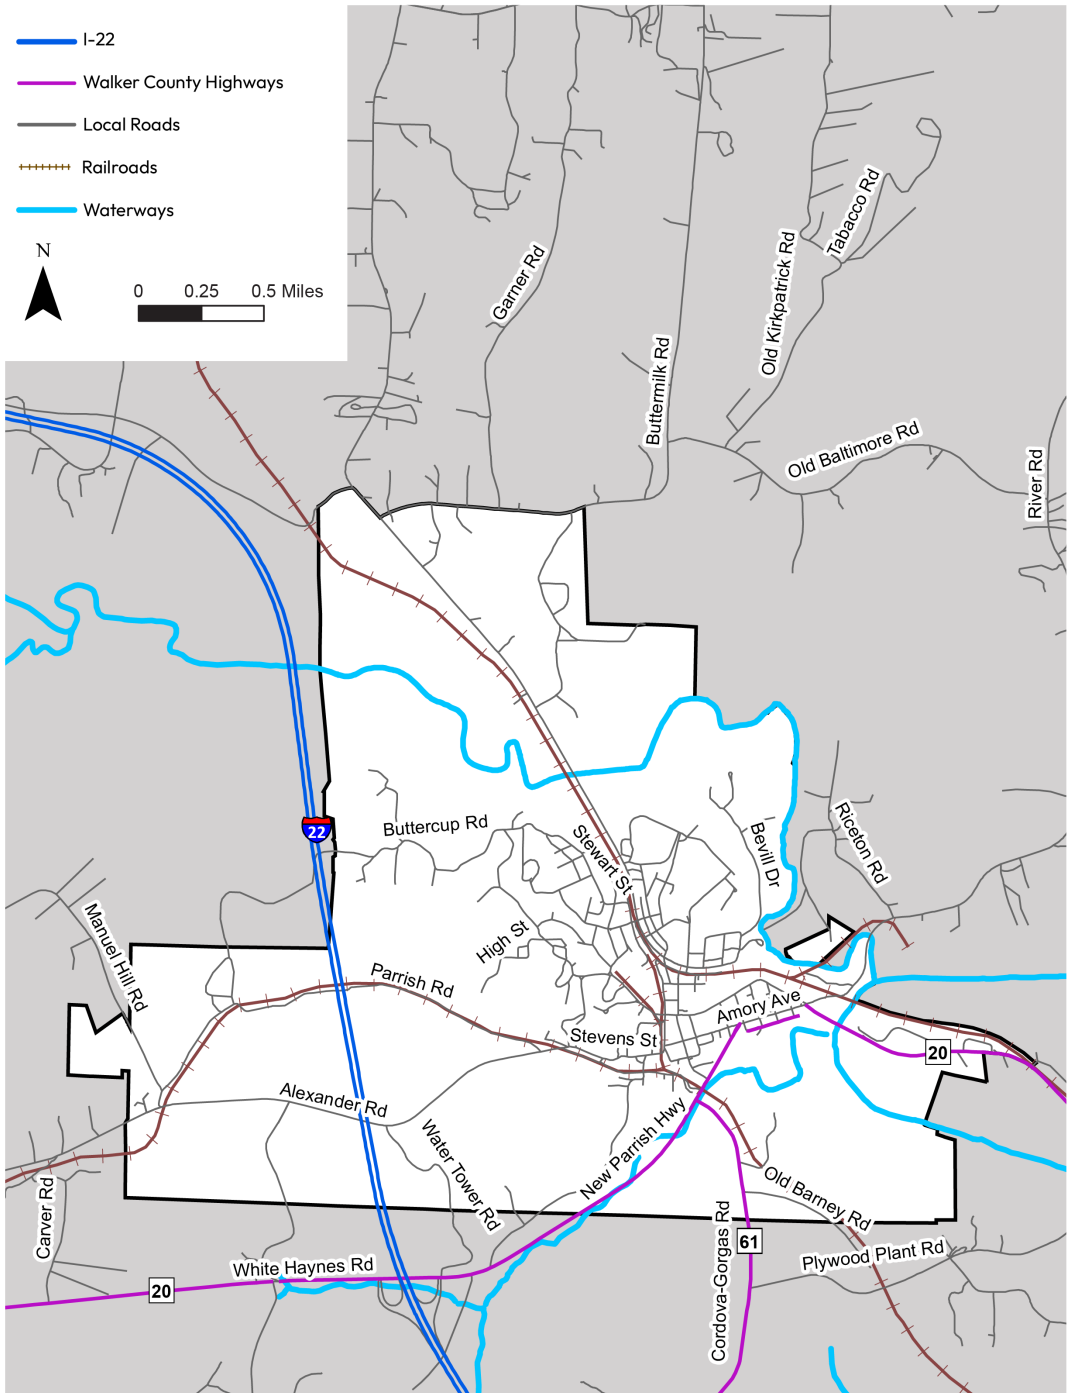 I-22
Walker County Highways
Local Roads
Railroads
Waterways
N
0 0.25 0.5 Miles
Tabacco Rd
Garner Rd
Old Kirkpatrick Rd
Buttermilk Rd
Old Baltimore Rd
River Rd
22
Buttercup Rd
Stewart St
Bevill Dr
Riceton Rd
Manuel Hill Rd
High St
Parrish Rd
Amory Ave
Stevens St
20
Alexander Rd
Water Tower Rd
New Parrish Hwy
Old Barney Rd
Carver Rd
Cordova-Gorgas Rd
61
Plywood Plant Rd
White Haynes Rd
20